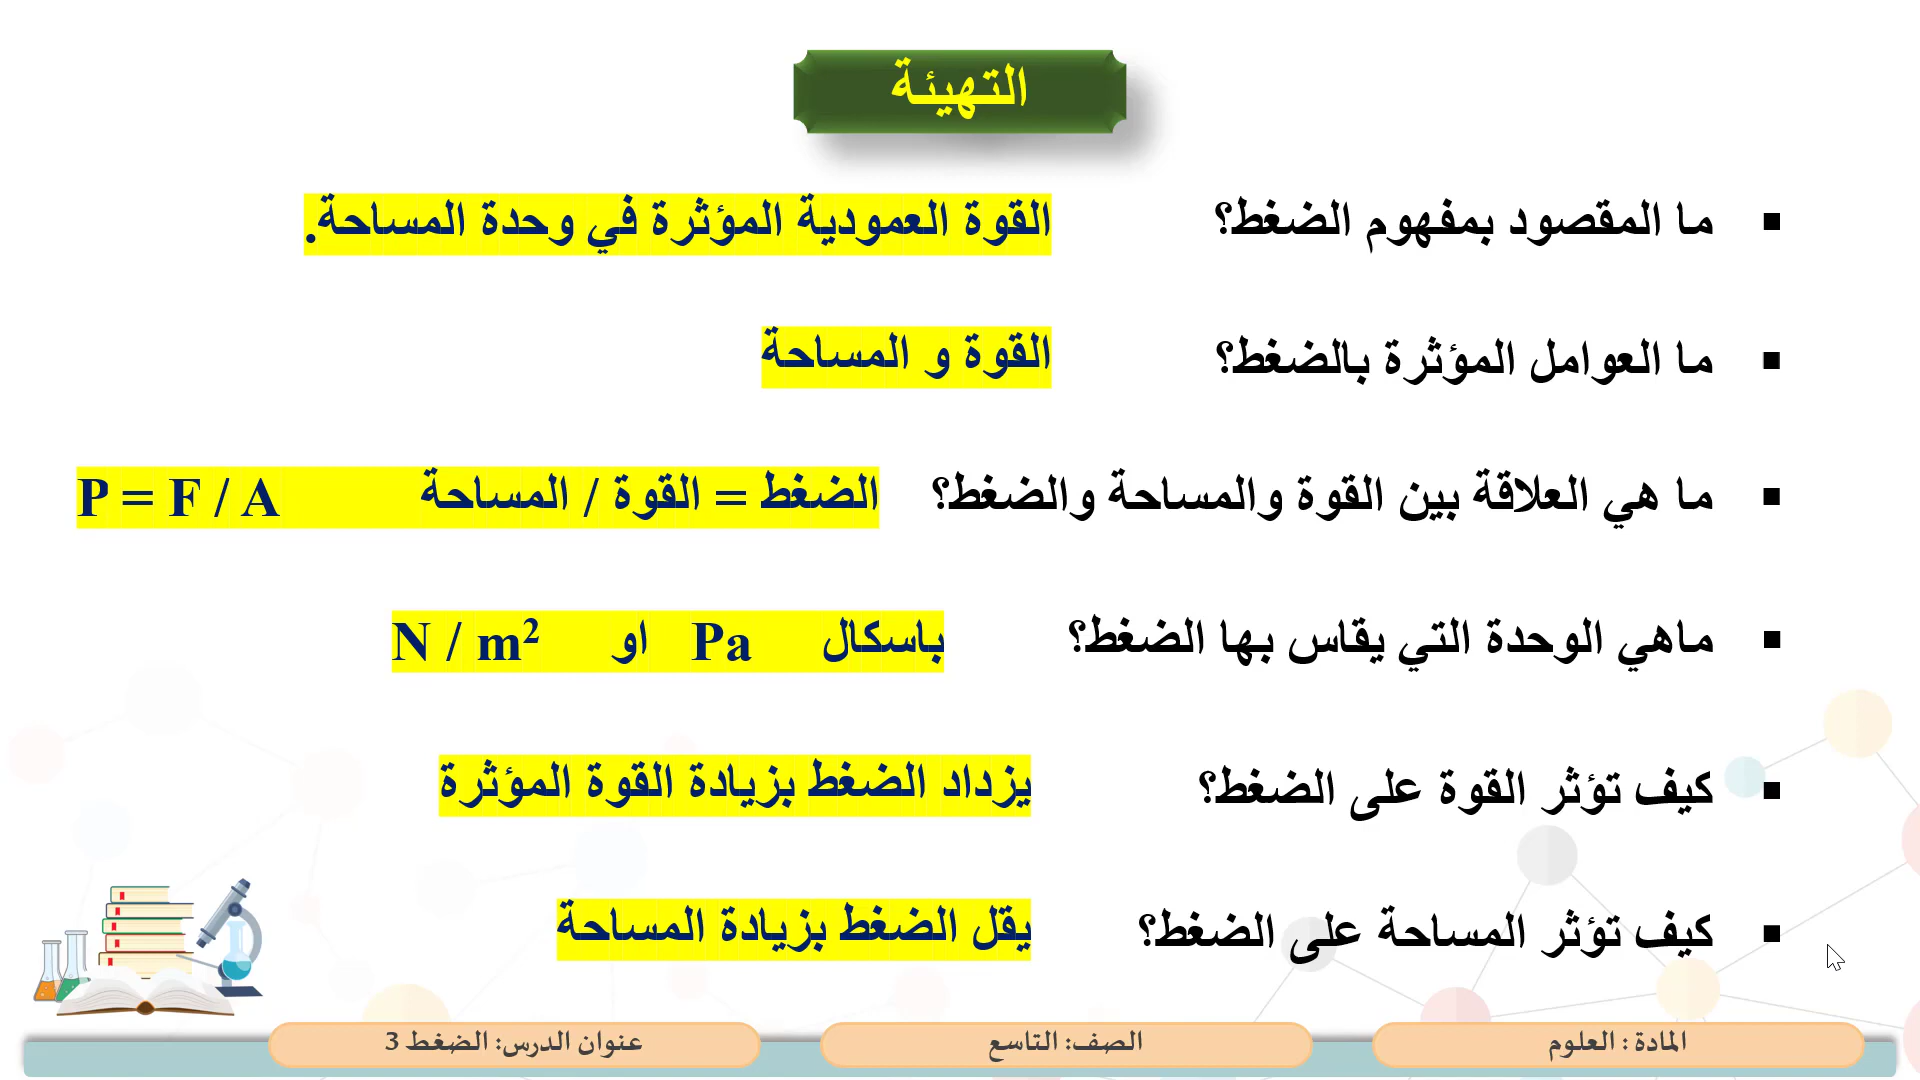 التهيئة
▪ ما المقصود بمفهوم الضغط؟ القوة العمودية المؤثرة في وحدة المساحة.
▪ ما العوامل المؤثرة بالضغط؟ القوة و المساحة
▪ ما هي العلاقة بين القوة والمساحة والضغط؟ الضغط = القوة / المساحة P = F / A
▪ ماهي الوحدة التي يقاس بها الضغط؟ باسكال Pa او N / m²
▪ كيف تؤثر القوة على الضغط؟ يزداد الضغط بزيادة القوة المؤثرة
▪ كيف تؤثر المساحة على الضغط؟ يقل الضغط بزيادة المساحة
المادة : العلوم الصف: التاسع عنوان الدرس: الضغط 3